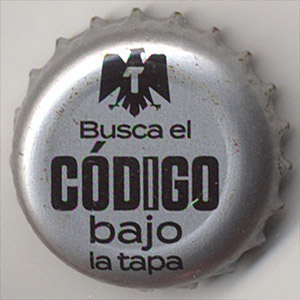 T
Busca el
CÓDIGO
bajo
la tapa